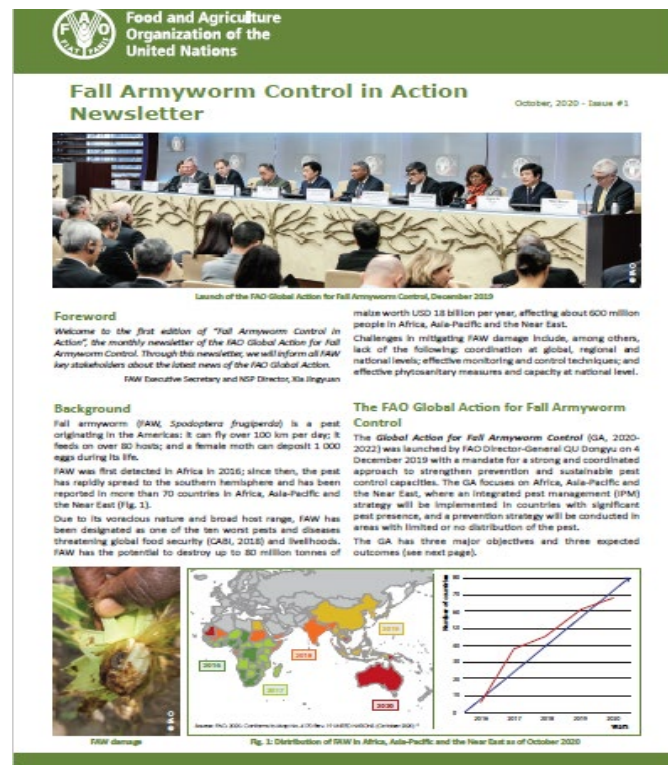 Food and Agriculture
Organization of the
United Nations
Fall Armyworm Control in Action
Newsletter
October, 2020 - Issue #1
Launch of the FAO Global Action for Fall Armyworm Control, December 2019
Foreword
Welcome to the first edition of "Fall Armyworm Control in
Action", the monthly newsletter of the FAO Global Action for Fall
Armyworm Control. Through this newsletter, we will inform all FAW
key stakeholders about the latest news of the FAO Global Action.
FAW Executive Secretary and NSP Director, Xia Jingyuan
Background
Fall armyworm (FAW, Spodoptera frugiperda) is a pest
originating in the Americas: it can fly over 100 km per day; it
feeds on over 80 hosts; and a female moth can deposit 1 000
eggs during its life.
FAW was first detected in Africa in 2016; since then, the pest
has rapidly spread to the southern hemisphere and has been
reported in more than 70 countries in Africa, Asia-Pacific and
the Near East (Fig. 1).
Due to its voracious nature and broad host range, FAW has
been designated as one of the ten worst pests and diseases
threatening global food security (CABI, 2018) and livelihoods.
FAW has the potential to destroy up to 80 million tonnes of
maize worth USD 18 billion per year, affecting about 600 million
people in Africa, Asia-Pacific and the Near East.
Challenges in mitigating FAW damage include, among others,
lack of the following: coordination at global, regional and
national levels; effective monitoring and control techniques; and
effective phytosanitary measures and capacity at national level.
The FAO Global Action for Fall Armyworm
Control
The Global Action for Fall Armyworm Control (GA, 2020-
2022) was launched by FAO Director-General QU Dongyu on 4
December 2019 with a mandate for a strong and coordinated
approach to strengthen prevention and sustainable pest
control capacities. The GA focuses on Africa, Asia-Pacific and
the Near East, where an integrated pest management (IPM)
strategy will be implemented in countries with significant
pest presence, and a prevention strategy will be conducted in
areas with limited or no distribution of the pest.
The GA has three major objectives and three expected
outcomes (see next page).
©FAO
FAW damage
2016
2017
2018
2019
2020
Number of countries
80
70
60
50
40
30
20
10
0
2016 2017 2018 2019 2020
Years
Fig. 1: Distribution of FAW in Africa, Asia-Pacific and the Near East as of October 2020